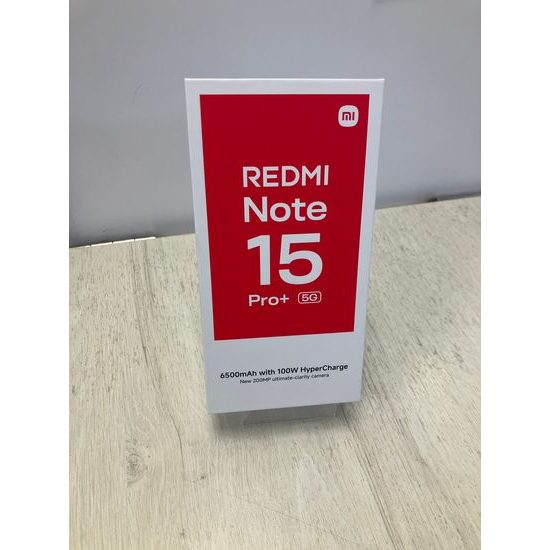 mi
REDMI
Note
15
Pro+ 5G
6500mAh with 100W HyperCharge
New 200MP ultimate-clarity camera